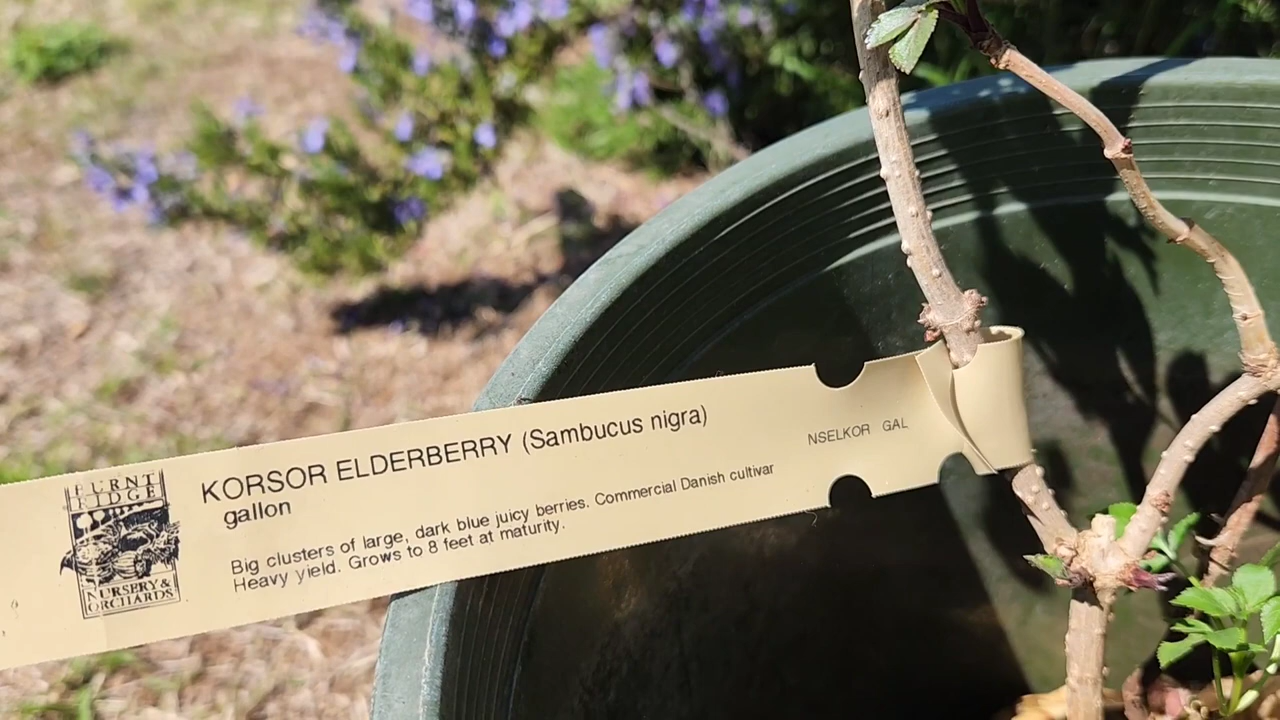 BURNT
RIDGE
NURSERY &
ORCHARDS
KORSOR ELDERBERRY (Sambucus nigra)
gallon
Big clusters of large, dark blue juicy berries. Commercial Danish cultivar
Heavy yield. Grows to 8 feet at maturity.
NSELKOR GAL